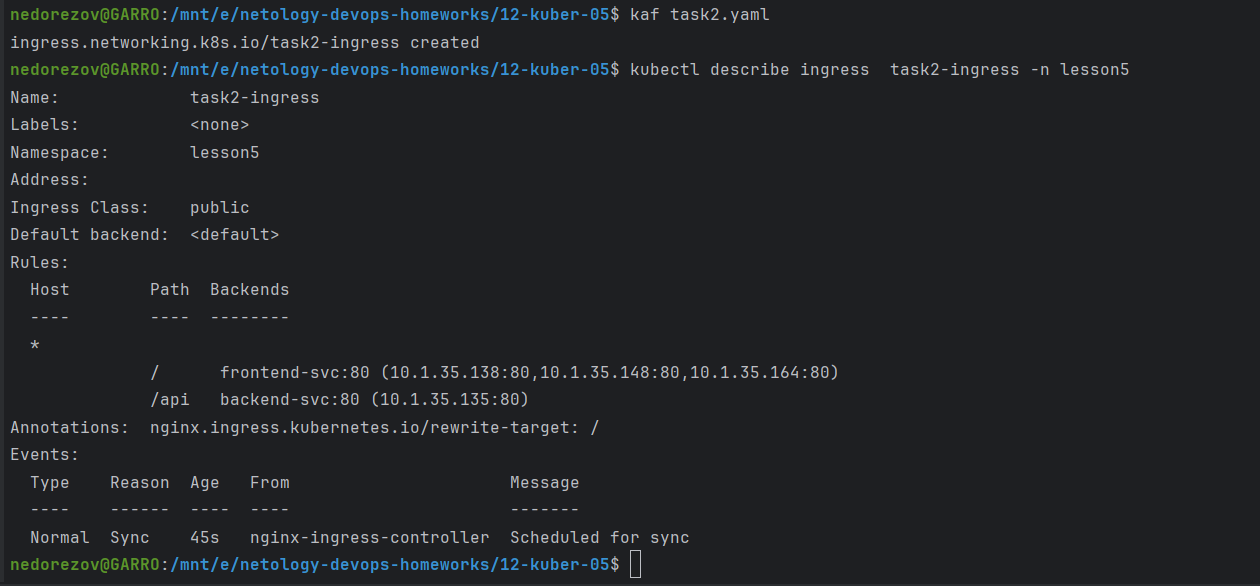 nedorezov@GARRO:/mnt/e/netology-devops-homeworks/12-kuber-05$ kaf task2.yaml
ingress.networking.k8s.io/task2-ingress created
nedorezov@GARRO:/mnt/e/netology-devops-homeworks/12-kuber-05$ kubectl describe ingress  task2-ingress -n lesson5
Name:             task2-ingress
Labels:           <none>
Namespace:        lesson5
Address:
Ingress Class:    public
Default backend:  <default>
Rules:
  Host        Path  Backends
  ----        ----  --------
  *
              /      frontend-svc:80 (10.1.35.138:80,10.1.35.148:80,10.1.35.164:80)
              /api   backend-svc:80 (10.1.35.135:80)
Annotations:  nginx.ingress.kubernetes.io/rewrite-target: /
Events:
  Type    Reason  Age   From                      Message
  ----    ------  ----  ----                      -------
  Normal  Sync    45s   nginx-ingress-controller  Scheduled for sync
nedorezov@GARRO:/mnt/e/netology-devops-homeworks/12-kuber-05$